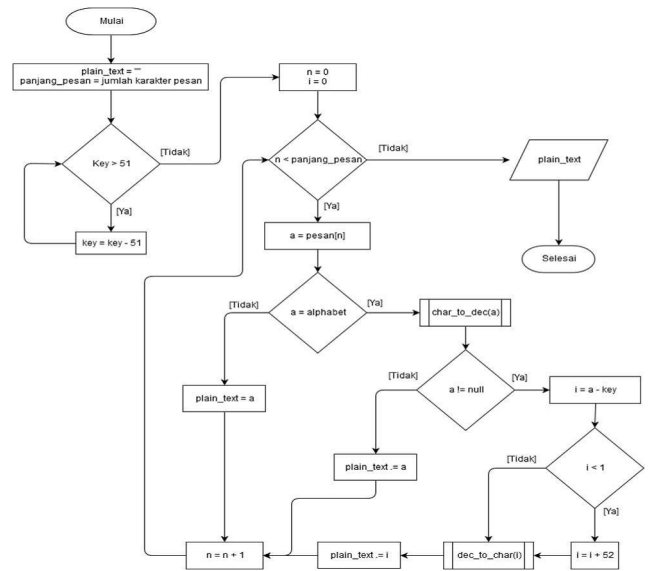 Mulai
plain_text = ""
panjang_pesan = jumlah karakter pesan
Key > 51
[Tidak]
[Ya]
key = key - 51
n = 0
i = 0
n < panjang_pesan
[Tidak]
[Ya]
plain_text
Selesai
a = pesan[n]
a = alphabet
[Tidak]
[Ya]
char_to_dec(a)
plain_text = a
a != null
[Tidak]
[Ya]
i = a - key
plain_text .= a
i < 1
[Tidak]
[Ya]
n = n + 1
plain_text .= i
dec_to_char(i)
i = i + 52